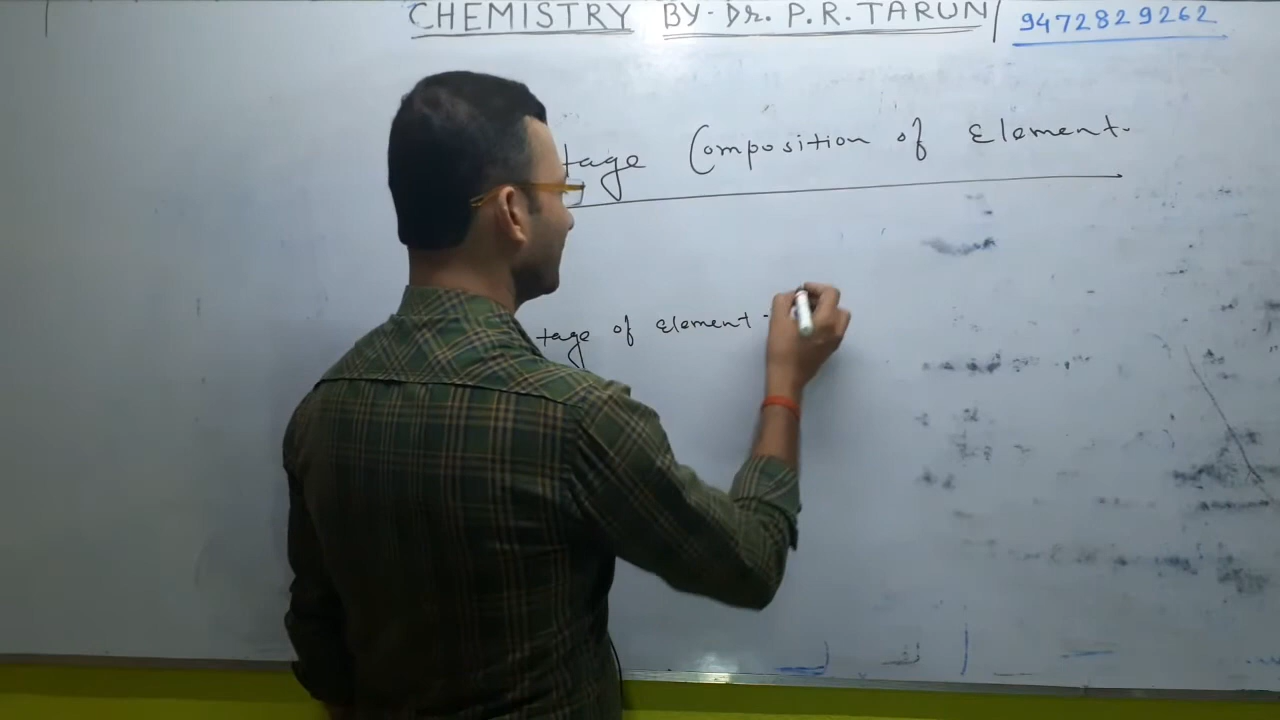 CHEMISTRY BY- Dr. P. R. TARUN / 9472829262
tage Composition of Element.
tage of Element -